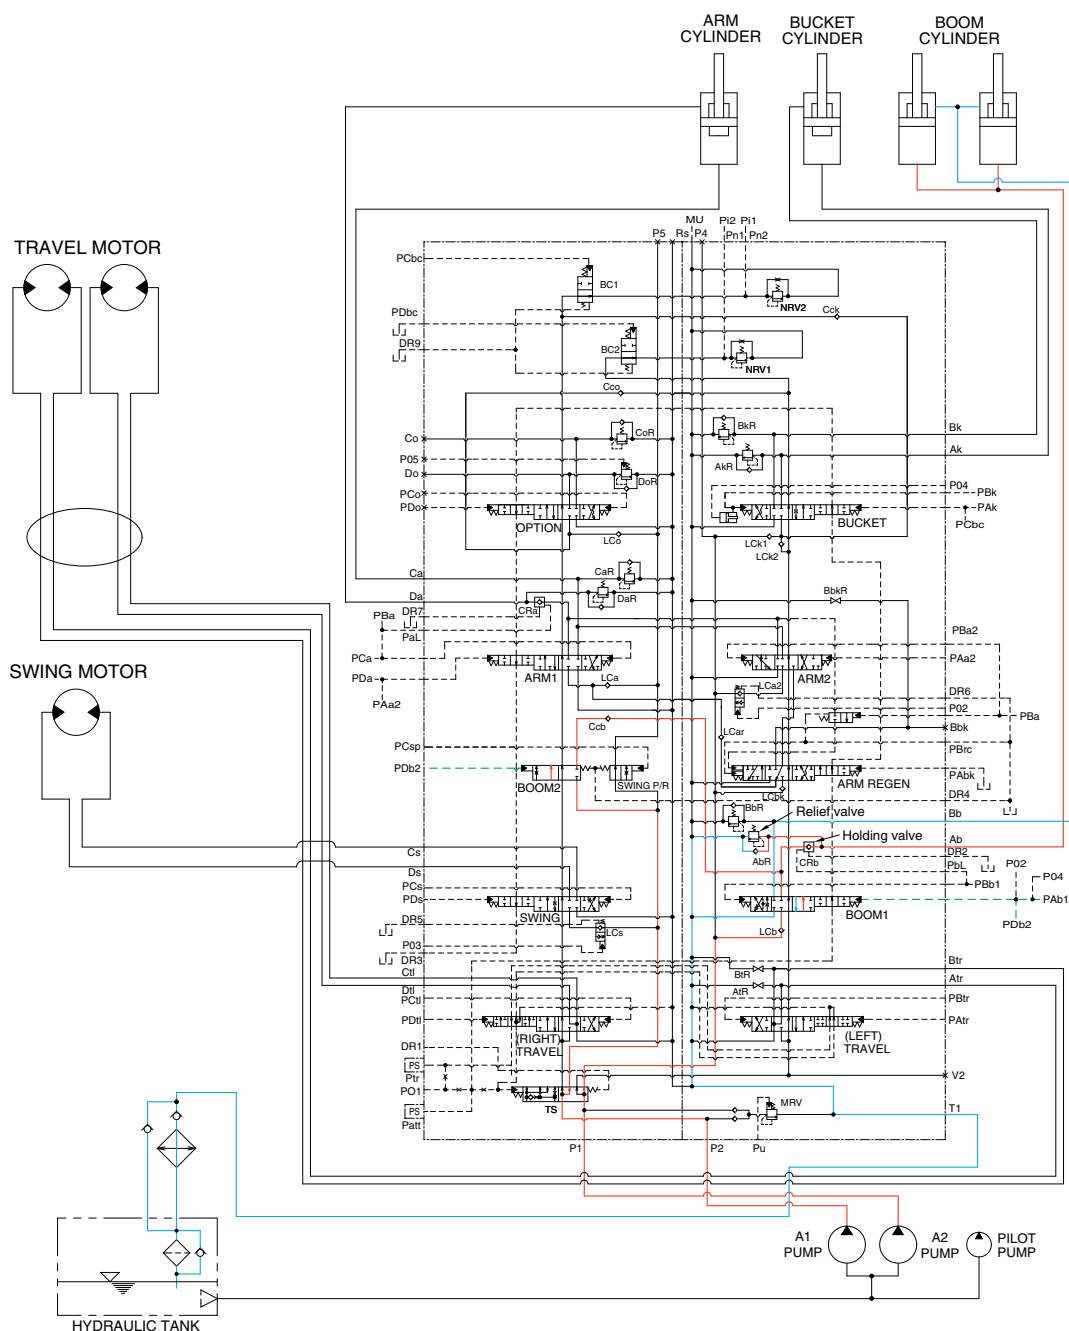 ARM
CYLINDER
BUCKET
CYLINDER
BOOM
CYLINDER
TRAVEL MOTOR
SWING MOTOR
MU
P5
Rs
P4
Pi2
Pi1
Pn1
Pn2
PCbc
BC1
NRV2
Cck
PDbc
DR9
BC2
NRV1
Cco
Co
CoR
BkR
Bk
P05
Do
DoR
AkR
Ak
PCo
PDo
OPTION
LCo
P04
PBk
PAk
PCbc
BUCKET
LCk1
LCk2
Ca
CaR
Da
DaR
CRa
DR7
PBa
PaL
BbkR
PBa2
PCa
PDa
PAa2
ARM1
LCa
ARM2
PAa2
LCa2
DR6
P02
PBa
Ccb
LCar
Bbk
PCsp
PDb2
BOOM2
SWING P/R
PBrc
PAbk
ARM REGEN
LCbk
DR4
BbR
Relief valve
Bb
Holding valve
Ab
AbR
CRb
DR2
PbL
P02
P04
Cs
Ds
PCs
PDs
SWING
LCs
DR5
P03
DR3
PBb1
PAb1
BOOM1
PDb2
LCb
Ctl
Dtl
PCtl
PDtl
(RIGHT)
TRAVEL
BtR
AtR
Btr
Atr
PBtr
PAtr
(LEFT)
TRAVEL
DR1
PS
Ptr
PO1
PS
Patt
TS
V2
MRV
T1
P1
P2
Pu
A1
PUMP
A2
PUMP
PILOT
PUMP
HYDRAULIC TANK